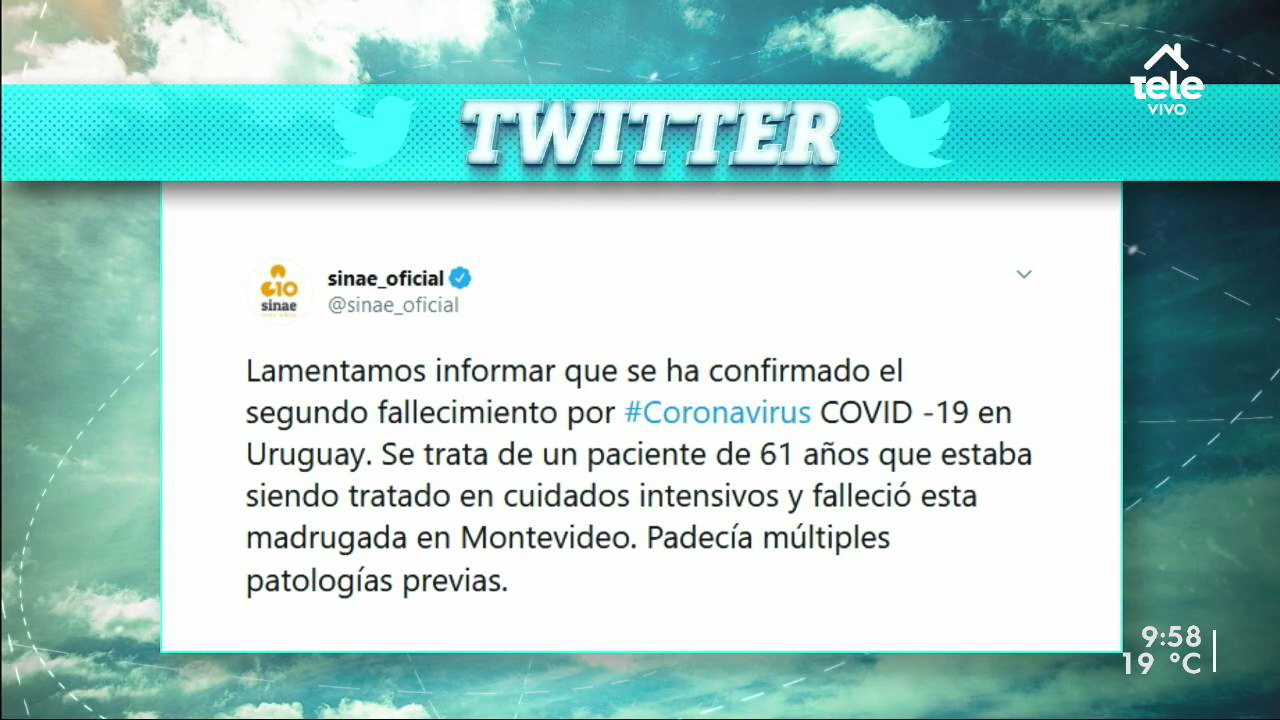 tele
VIVO
TWITTER
sinae
sinae_oficial
@sinae_oficial
Lamentamos informar que se ha confirmado el
segundo fallecimiento por #Coronavirus COVID -19 en
Uruguay. Se trata de un paciente de 61 años que estaba
siendo tratado en cuidados intensivos y falleció esta
madrugada en Montevideo. Padecía múltiples
patologías previas.
9:58
19 °C